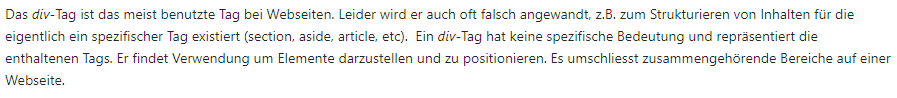 Das div-Tag ist das meist benutzte Tag bei Webseiten. Leider wird er auch oft falsch angewandt, z.B. zum Strukturieren von Inhalten für die
eigentlich ein spezifischer Tag existiert (section, aside, article, etc).  Ein div-Tag hat keine spezifische Bedeutung und repräsentiert die
enthaltenen Tags. Er findet Verwendung um Elemente darzustellen und zu positionieren. Es umschliesst zusammengehörende Bereiche auf einer
Webseite.